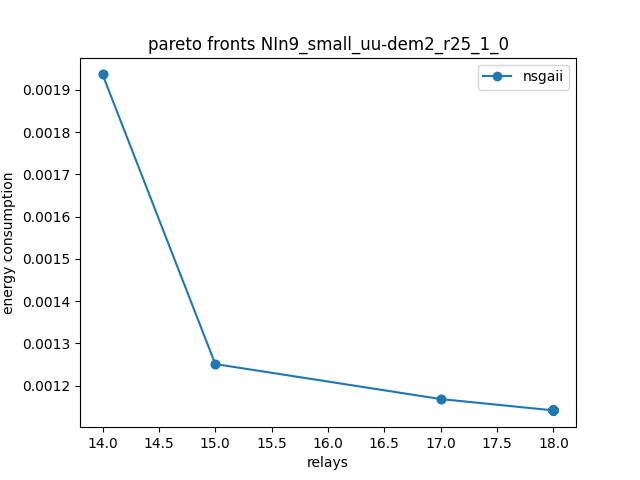 pareto fronts NIn9_small_uu-dem2_r25_1_0
nsgaii
energy consumption
0.0019
0.0018
0.0017
0.0016
0.0015
0.0014
0.0013
0.0012
14.0 14.5 15.0 15.5 16.0 16.5 17.0 17.5 18.0
relays